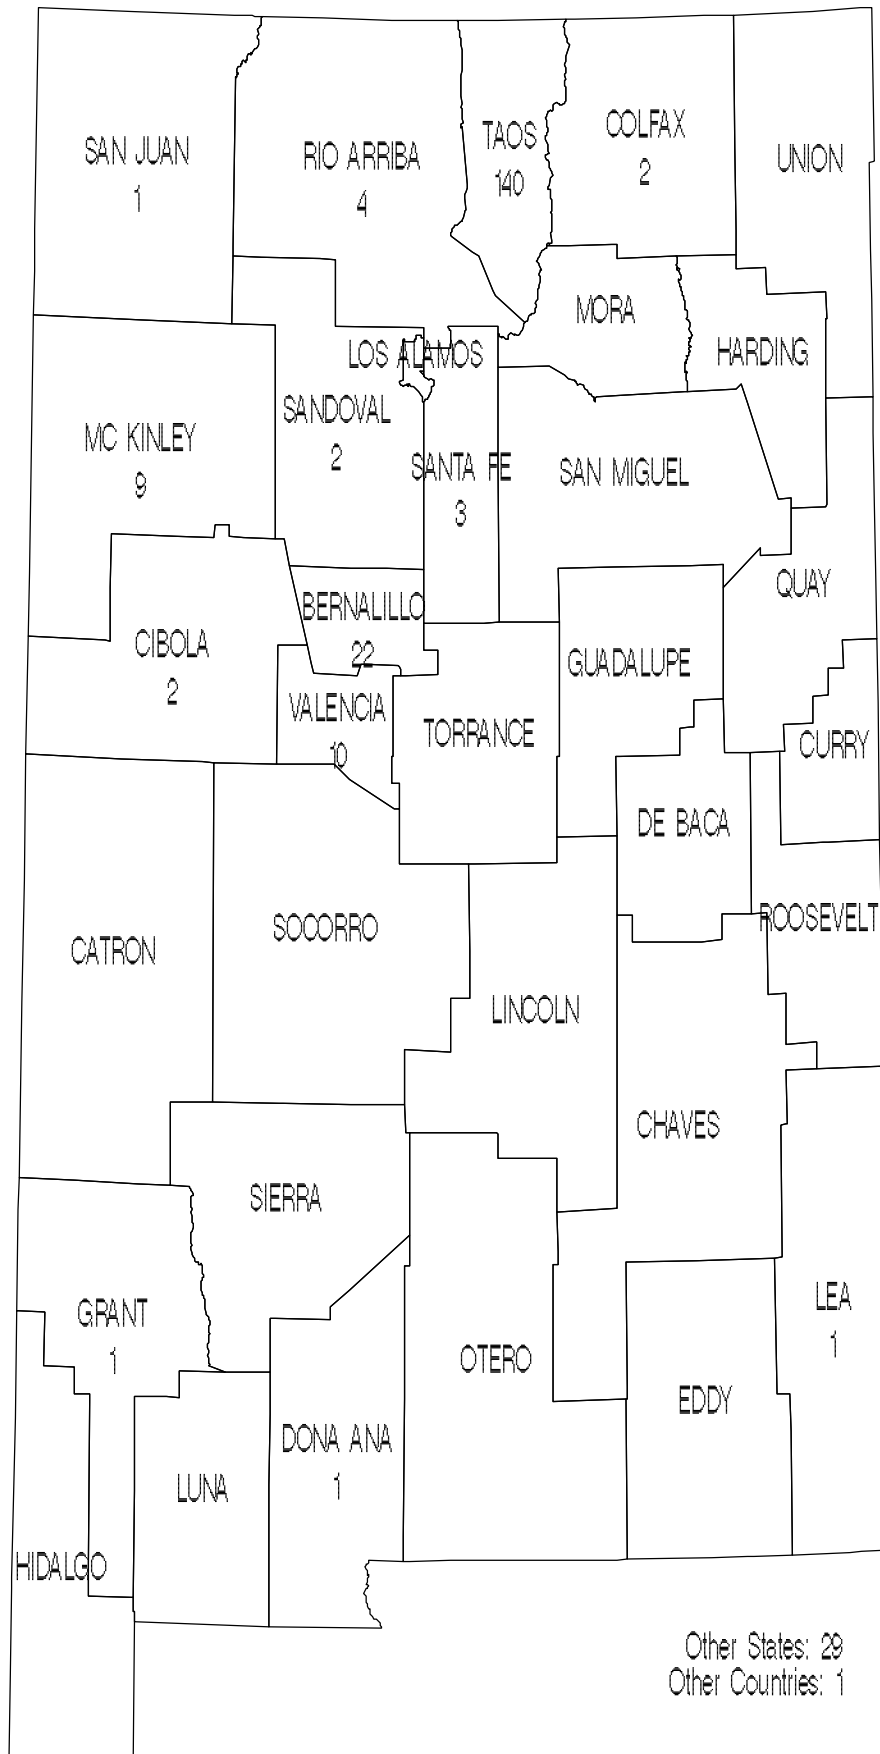 SAN JUAN
1
RIO ARRIBA
4
TAOS
140
COLFAX
2
UNION
MORA
HARDING
LOS ALAMOS
MC KINLEY
9
SANDOVAL
2
SANTA FE
3
SAN MIGUEL
QUAY
BERNALILLO
22
CIBOLA
2
VALENCIA
10
GUADALUPE
TORRANCE
CURRY
DE BACA
ROOSEVELT
CATRON
SOCORRO
LINCOLN
CHAVES
SIERRA
GRANT
1
LEA
1
OTERO
EDDY
DONA ANA
1
LUNA
HIDALGO
Other States: 29
Other Countries: 1